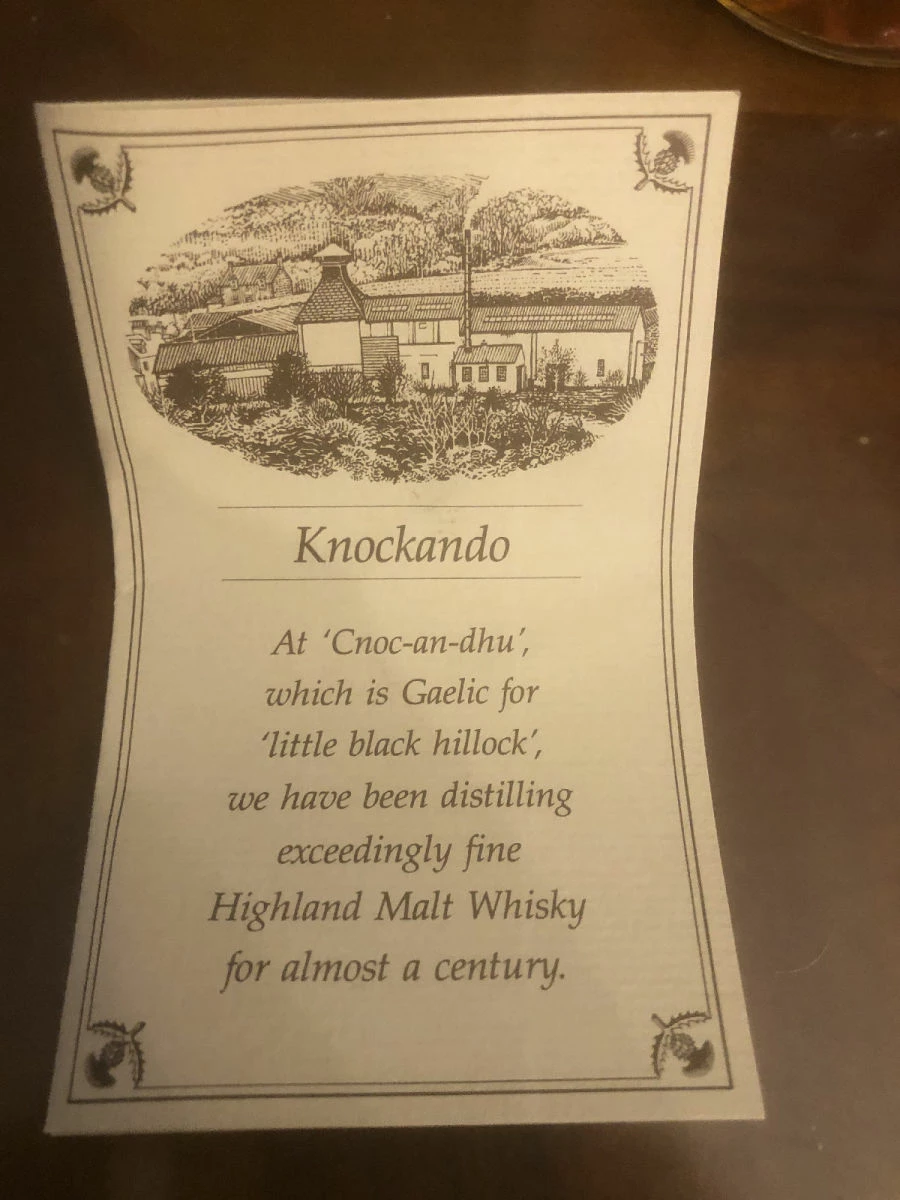 Knockando
At ‘Cnoc-an-dhu’,
which is Gaelic for
‘little black hillock’,
we have been distilling
exceedingly fine
Highland Malt Whisky
for almost a century.